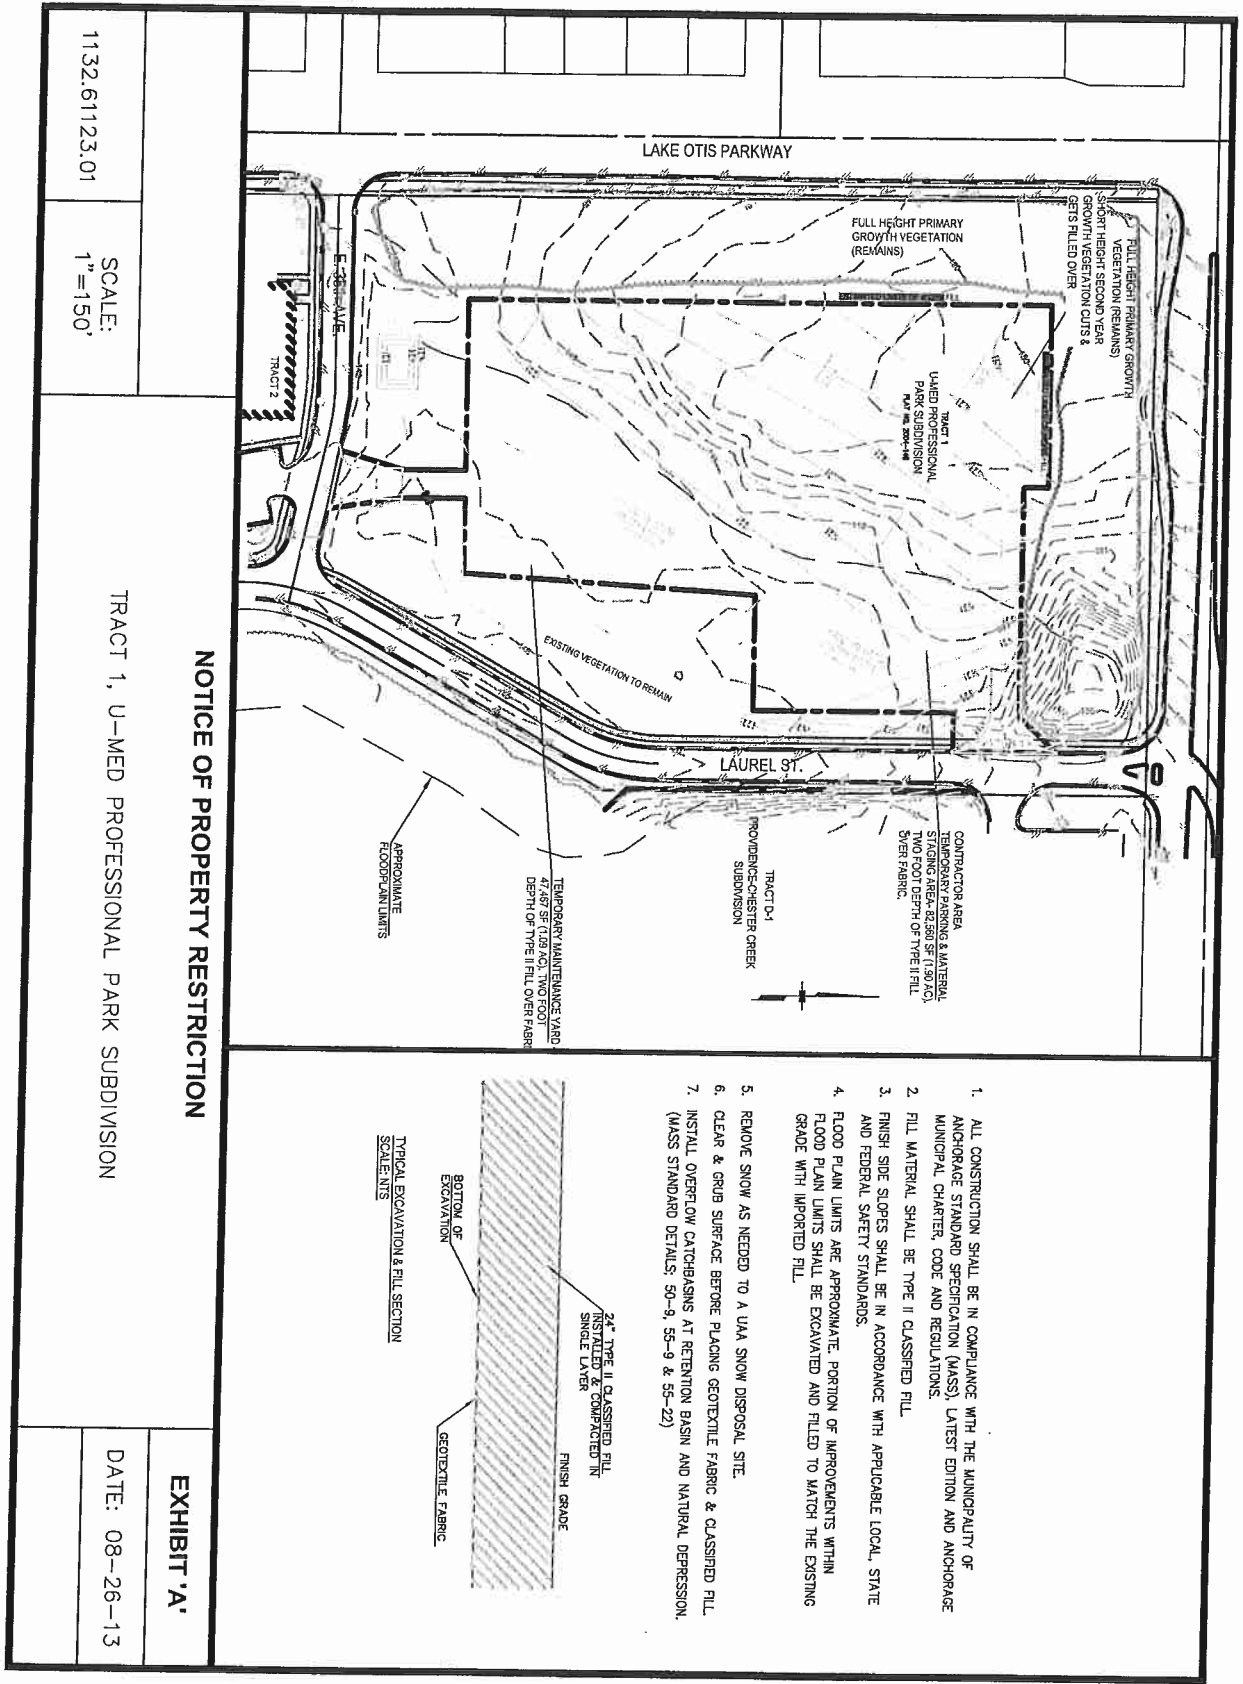 LAKE OTIS PARKWAY
FULL HEIGHT PRIMARY
GROWTH VEGETATION
(REMAINS)
FULL HEIGHT PRIMARY GROWTH
VEGETATION (REMAINS)
SHORT HEIGHT SECOND YEAR
GROWTH VEGETATION CUTS &
GETS FILLED OVER
TRACT 1
U-MED PROFESSIONAL
PARK SUBDIVISION
PLAT NO. 2004-
E. 36TH AVE.
TRACT 2
EXISTING VEGETATION TO REMAIN
LAUREL ST.
CONTRACTOR AREA
TEMPORARY PARKING & MATERIAL
STAGING AREA- 82,560 SF (1.90 AC),
TWO FOOT DEPTH OF TYPE II FILL
OVER FABRIC.
TRACT D-1
PROVIDENCE-CHESTER CREEK
SUBDIVISION
TEMPORARY MAINTENANCE YARD -
47,467 SF (1.09 AC), TWO FOOT
DEPTH OF TYPE II FILL OVER FABRI
APPROXIMATE
FLOODPLAIN LIMITS
1. ALL CONSTRUCTION SHALL BE IN COMPLIANCE WITH THE MUNICIPALITY OF
ANCHORAGE STANDARD SPECIFICATION (MASS), LATEST EDITION AND ANCHORAGE
MUNICIPAL CHARTER, CODE AND REGULATIONS.
2. FILL MATERIAL SHALL BE TYPE II CLASSIFIED FILL.
3. FINISH SIDE SLOPES SHALL BE IN ACCORDANCE WITH APPLICABLE LOCAL, STATE
AND FEDERAL SAFETY STANDARDS.
4. FLOOD PLAIN LIMITS ARE APPROXIMATE. PORTION OF IMPROVEMENTS WITHIN
FLOOD PLAIN LIMITS SHALL BE EXCAVATED AND FILLED TO MATCH THE EXISTING
GRADE WITH IMPORTED FILL.
5. REMOVE SNOW AS NEEDED TO A UAA SNOW DISPOSAL SITE.
6. CLEAR & GRUB SURFACE BEFORE PLACING GEOTEXTILE FABRIC & CLASSIFIED FILL.
7. INSTALL OVERFLOW CATCHBASINS AT RETENTION BASIN AND NATURAL DEPRESSION.
(MASS STANDARD DETAILS; 50-9, 55-9 & 55-22)
24" TYPE II CLASSIFIED FILL
INSTALLED & COMPACTED IN
SINGLE LAYER
FINISH GRADE
BOTTOM OF
EXCAVATION
GEOTEXTILE FABRIC
TYPICAL EXCAVATION & FILL SECTION
SCALE: NTS
NOTICE OF PROPERTY RESTRICTION
EXHIBIT 'A'
1132.61123.01
SCALE:
1"=150'
TRACT 1, U-MED PROFESSIONAL PARK SUBDIVISION
DATE: 08-26-13